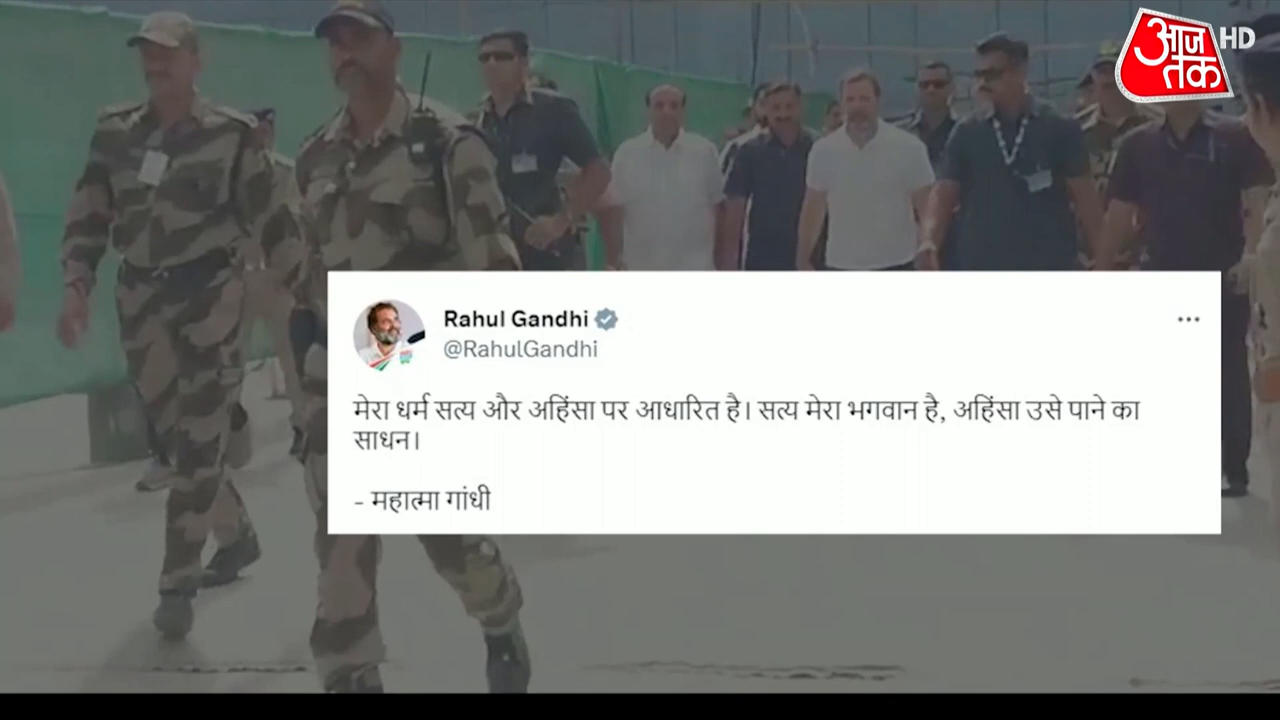 आज
तक
HD
Rahul Gandhi
@RahulGandhi
मेरा धर्म सत्य और अहिंसा पर आधारित है। सत्य मेरा भगवान है, अहिंसा उसे पाने का
साधन।
- महात्मा गांधी